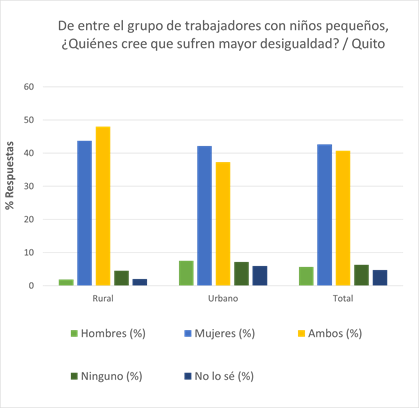 De entre el grupo de trabajadores con niños pequeños,
¿Quiénes cree que sufren mayor desigualdad? / Quito
% Respuestas
60
50
40
30
20
10
0
Rural
Urbano
Total
Hombres (%)
Mujeres (%)
Ambos (%)
Ninguno (%)
No lo sé (%)